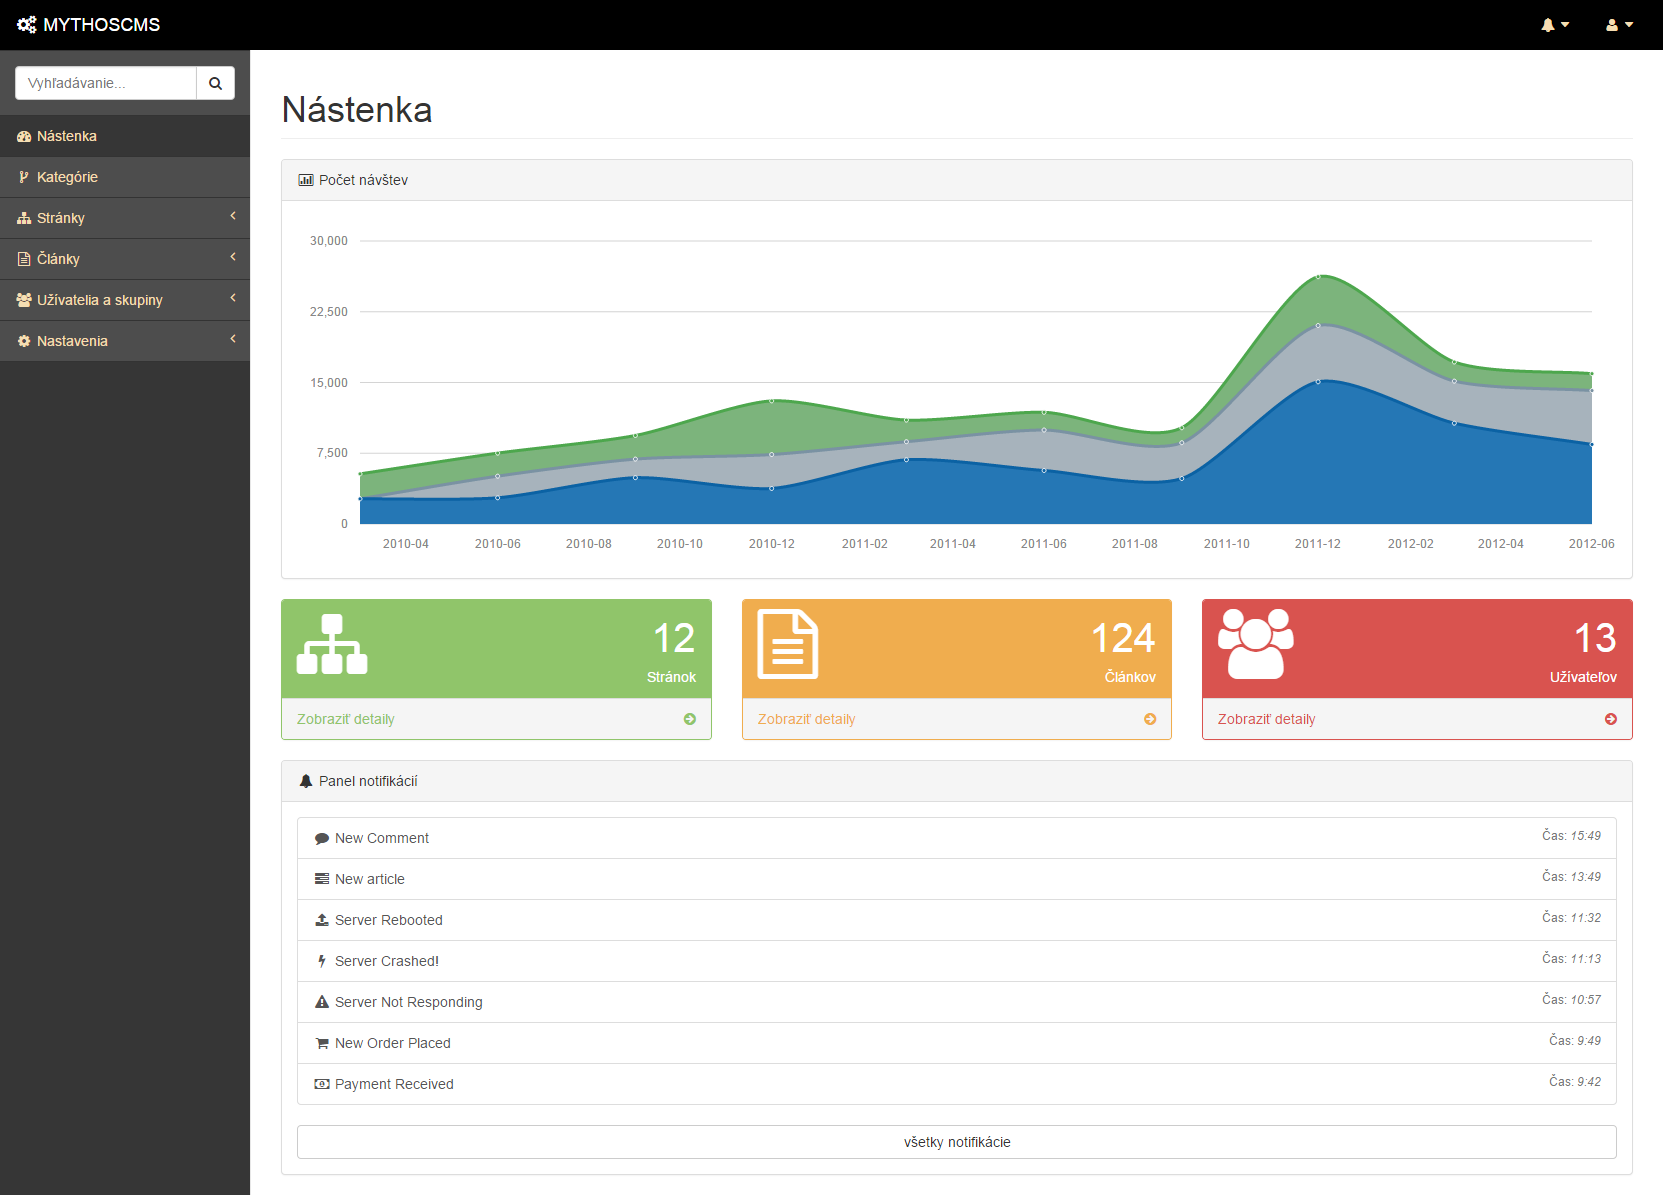 MYTHOSCMS
Vyhľadávanie...
Nástenka
Kategórie
Stránky
Články
Užívatelia a skupiny
Nastavenia
Nástenka
Počet návštev
30,000
22,500
15,000
7,500
0
2010-04 2010-06 2010-08 2010-10 2010-12 2011-02 2011-04 2011-06 2011-08 2011-10 2011-12 2012-02 2012-04 2012-06
12
Stránok
Zobraziť detaily
124
Článkov
Zobraziť detaily
13
Užívateľov
Zobraziť detaily
Panel notifikácií
New Comment Čas: 15:49
New article Čas: 13:49
Server Rebooted Čas: 11:32
Server Crashed! Čas: 11:13
Server Not Responding Čas: 10:57
New Order Placed Čas: 9:49
Payment Received Čas: 9:42
všetky notifikácie